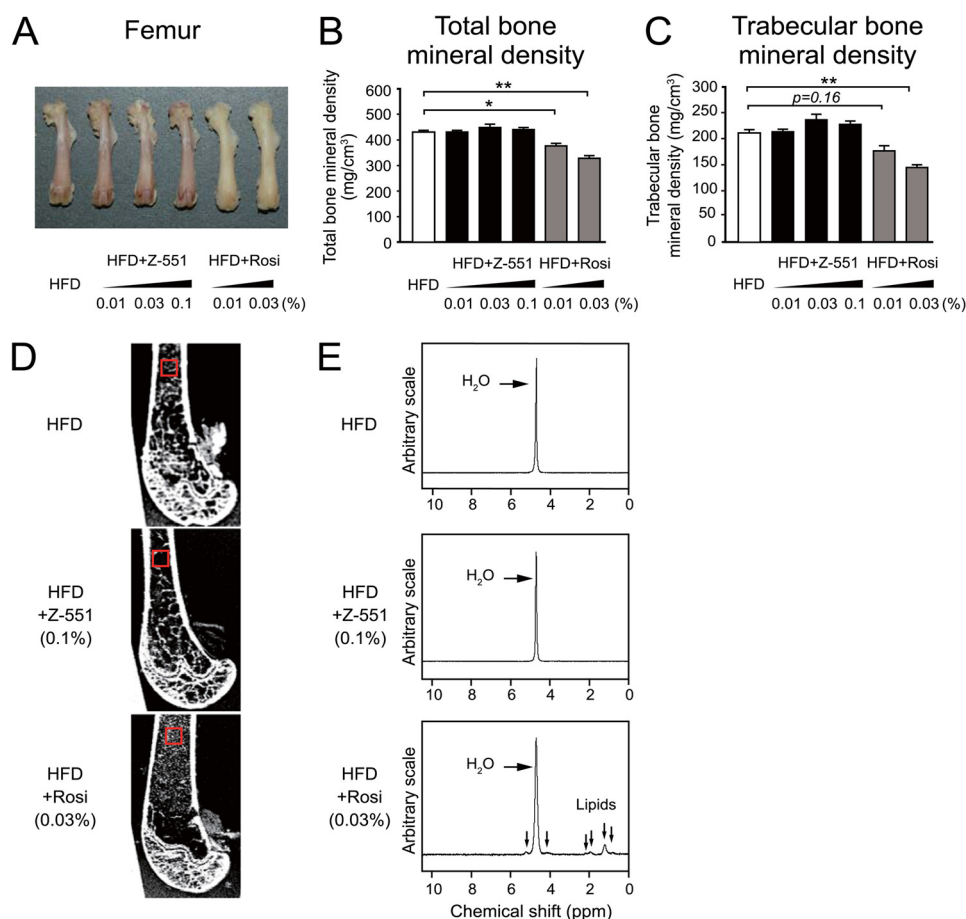 A
Femur
HFD+Z-551
HFD+Rosi
HFD
0.01
0.03
0.1
0.01
0.03
(%)
B
Total bone
mineral density
Total bone mineral density
(mg/cm3)
600
500
400
300
200
100
0
**
*
HFD+Z-551
HFD+Rosi
HFD
0.01
0.03
0.1
0.01
0.03
(%)
C
Trabecular bone
mineral density
Trabecular bone
mineral density (mg/cm3)
300
250
200
150
100
50
0
**
p=0.16
HFD+Z-551
HFD+Rosi
HFD
0.01
0.03
0.1
0.01
0.03
(%)
D
HFD
HFD
+Z-551
(0.1%)
HFD
+Rosi
(0.03%)
E
HFD
Arbitrary scale
H2O
10 8 6 4 2 0
HFD
+Z-551
(0.1%)
Arbitrary scale
H2O
10 8 6 4 2 0
HFD
+Rosi
(0.03%)
Arbitrary scale
H2O
Lipids
10 8 6 4 2 0
Chemical shift (ppm)